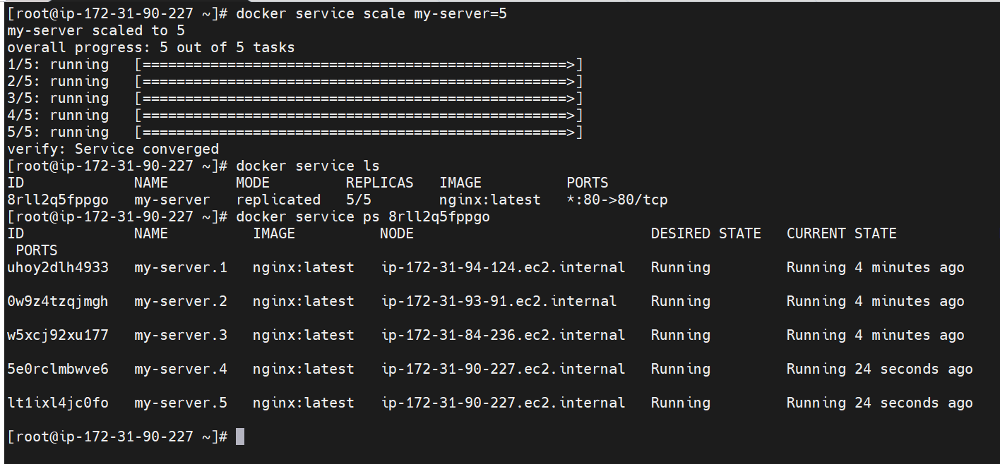 [root@ip-172-31-90-227 ~]# docker service scale my-server=5
my-server scaled to 5
overall progress: 5 out of 5 tasks
1/5: running   [==================================================>]
2/5: running   [==================================================>]
3/5: running   [==================================================>]
4/5: running   [==================================================>]
5/5: running   [==================================================>]
verify: Service converged
[root@ip-172-31-90-227 ~]# docker service ls
ID             NAME        MODE         REPLICAS   IMAGE          PORTS
8rll2q5fppgo   my-server   replicated   5/5        nginx:latest   *:80->80/tcp
[root@ip-172-31-90-227 ~]# docker service ps 8rll2q5fppgo
ID             NAME          IMAGE          NODE                            DESIRED STATE   CURRENT STATE
 PORTS
uhoy2dlh4933   my-server.1   nginx:latest   ip-172-31-94-124.ec2.internal   Running         Running 4 minutes ago
0w9z4tzqjmgh   my-server.2   nginx:latest   ip-172-31-93-91.ec2.internal    Running         Running 4 minutes ago
w5xcj92xu177   my-server.3   nginx:latest   ip-172-31-84-236.ec2.internal   Running         Running 4 minutes ago
5e0rclmbwve6   my-server.4   nginx:latest   ip-172-31-90-227.ec2.internal   Running         Running 24 seconds ago
lt1ixl4jc0fo   my-server.5   nginx:latest   ip-172-31-90-227.ec2.internal   Running         Running 24 seconds ago
[root@ip-172-31-90-227 ~]#